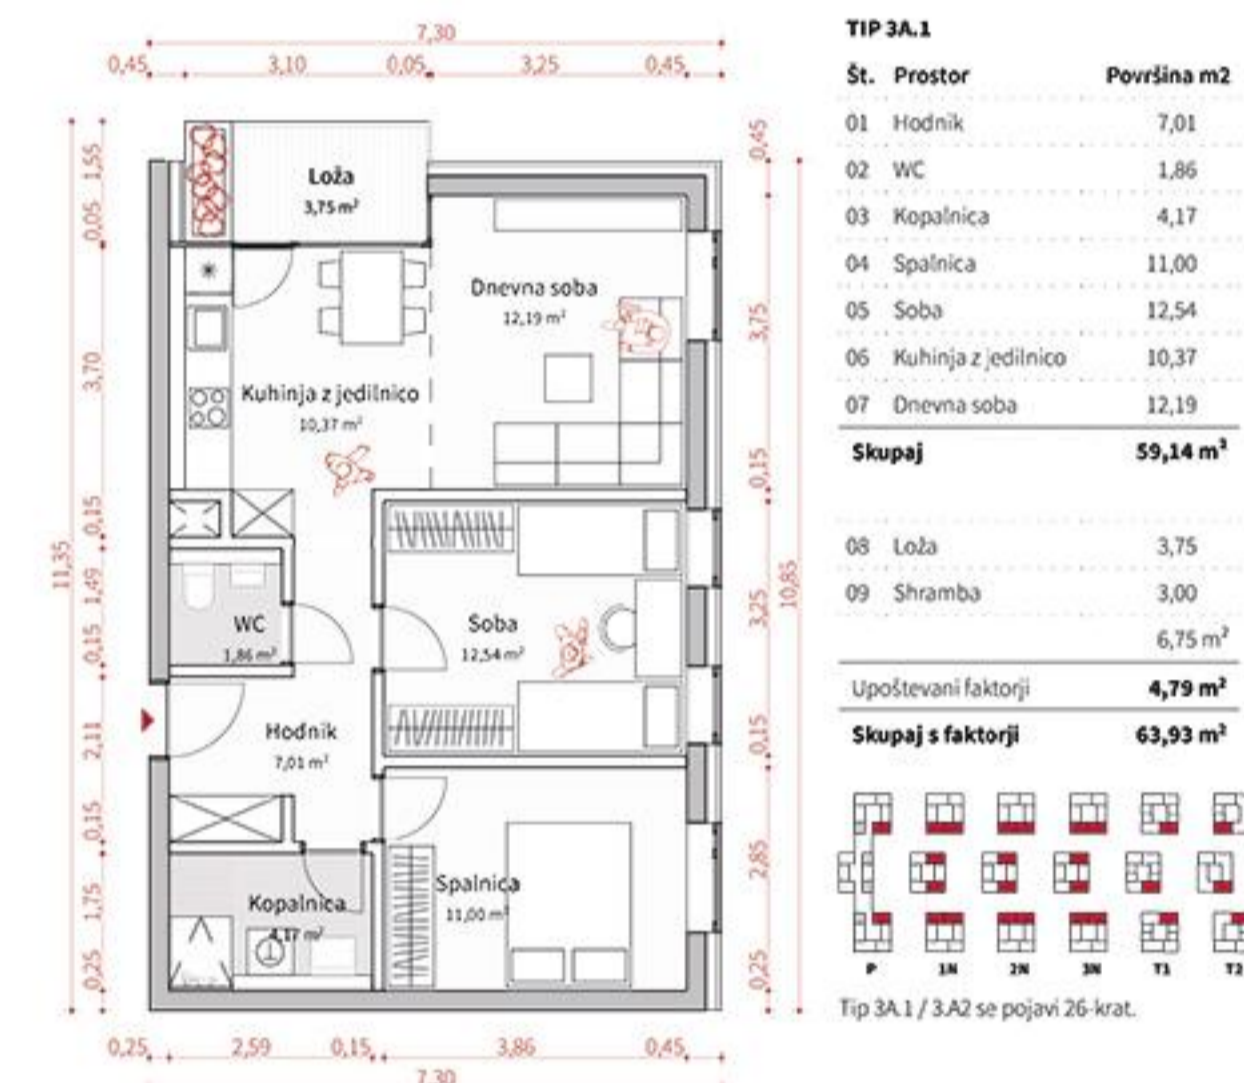 7,30
0,45 3,10 0,05 3,25 0,45
TIP 3A.1
Št. Prostor Površina m2
01 Hodnik 7,01
02 WC 1,86
03 Kopalnica 4,17
04 Spalnica 11,00
05 Soba 12,54
06 Kuhinja z jedilnico 10,37
07 Dnevna soba 12,19
Skupaj 59,14 m²
08 Loža 3,75
09 Shramba 3,00
6,75 m²
Upoštevani faktorji 4,79 m²
Skupaj s faktorji 63,93 m²
P 1N 2N 3N T1 T2
Tip 3A.1 / 3.A2 se pojavi 26-krat.
11,35
1,55
0,05
3,70
0,15
1,49
0,15
2,11
0,15
1,75
0,25
Loža
3,75 m²
Dnevna soba
12,19 m²
Kuhinja z jedilnico
10,37 m²
WC
1,86 m²
Soba
12,54 m²
Hodnik
7,01 m²
Kopalnica
4,17 m²
Spalnica
11,00 m²
0,45
3,75
0,15
3,25
0,15
2,85
0,25
10,85
0,25 2,59 0,15 3,86 0,45
7,30